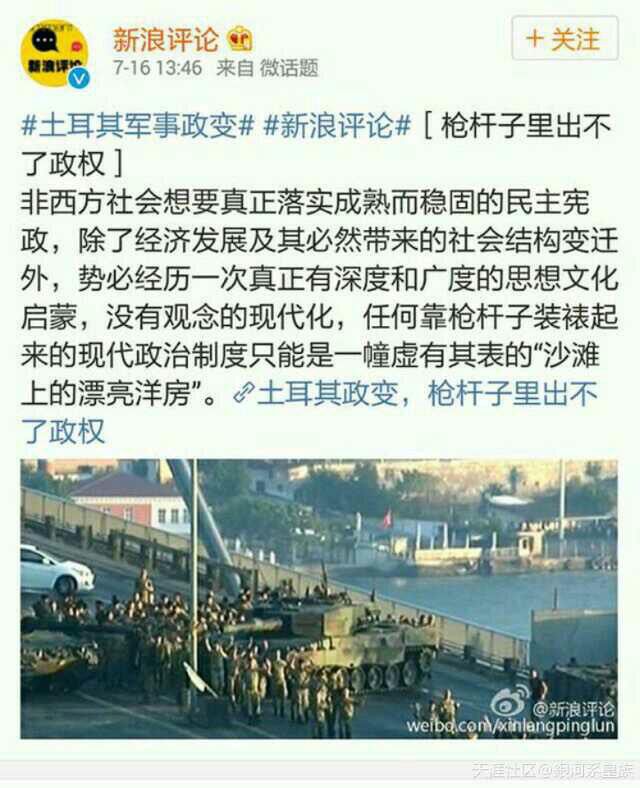 新浪评论
新浪评论
7-16 13:46 来自 微话题
+ 关注
#土耳其军事政变# #新浪评论# [ 枪杆子里出不
了政权 ]
非西方社会想要真正落实成熟而稳固的民主宪
政，除了经济发展及其必然带来的社会结构变迁
外，势必经历一次真正有深度和广度的思想文化
启蒙，没有观念的现代化，任何靠枪杆子装裱起
来的现代政治制度只能是一幢虚有其表的“沙滩
上的漂亮洋房”。土耳其政变，枪杆子里出不
了政权
@新浪评论
weibo.com/xinlangpinglun
天涯社区@银河系皇族